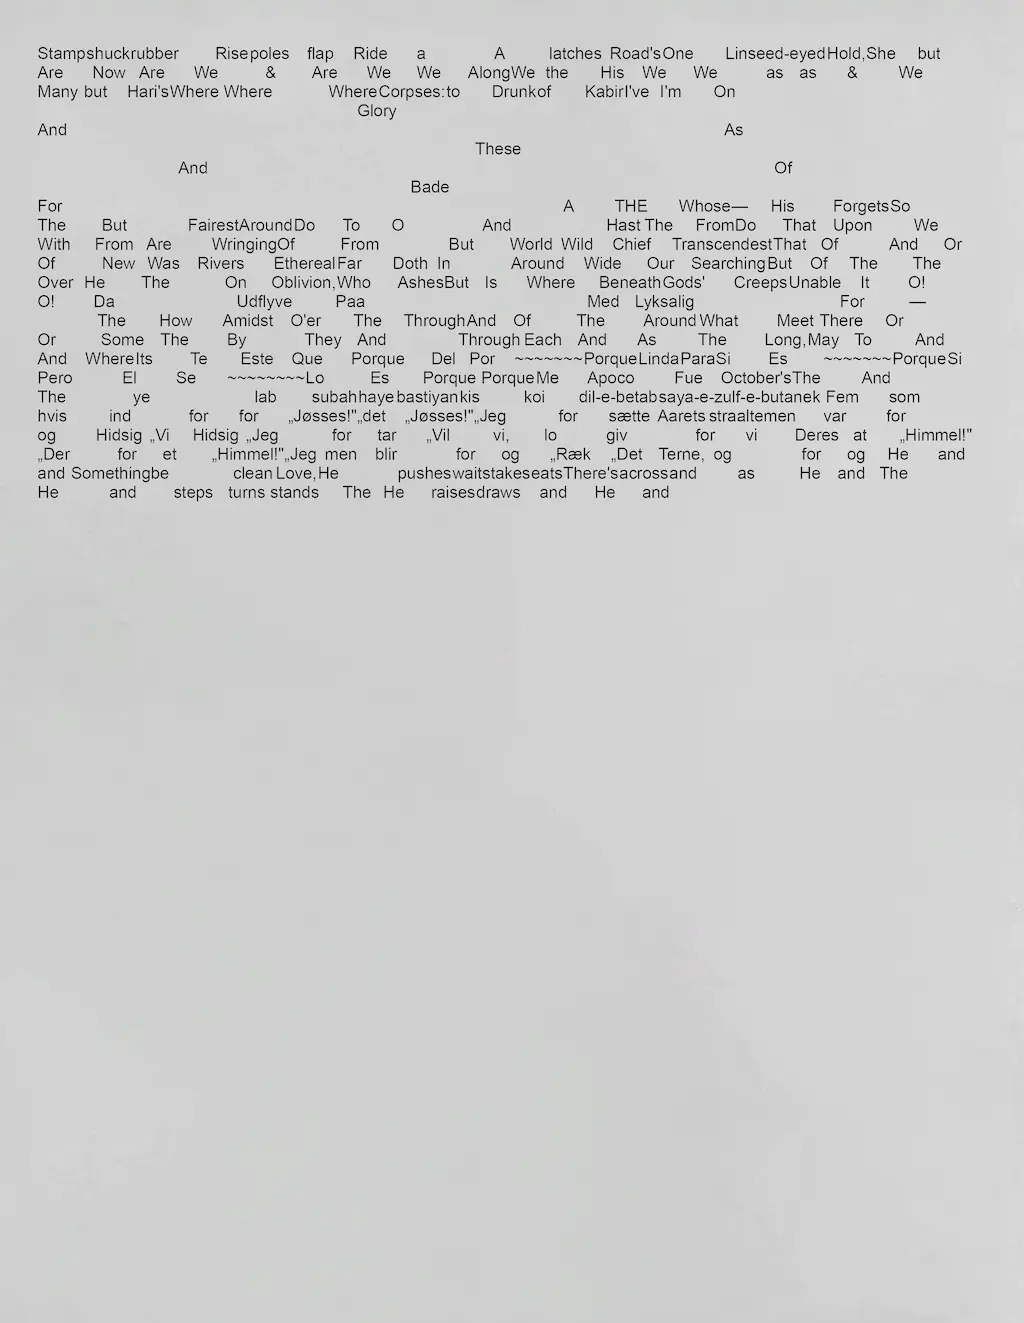 Stampshuckrubber Risepoles flap Ride a A latches Road'sOne Linseed-eyedHold,She but
Are Now Are We & Are We We AlongWe the His We We as as & We
Many but Hari'sWhere Where WhereCorpses:to Drunkof KabirI've I'm On
Glory
And As
These
And Of
Bade
For A THE Whose— His ForgetsSo
The But FairestAroundDo To O And Hast The FromDo That Upon We
With From Are WringingOf From But World Wild Chief TranscendestThat Of And Or
Of New Was Rivers EtherealFar Doth In Around Wide Our SearchingBut Of The The
Over He The On Oblivion,Who AshesBut Is Where BeneathGods' CreepsUnable It O!
O! Da Udflyve Paa Med Lyksalig For —
The How Amidst O'er The ThroughAnd Of The Around What Meet There Or
Or Some The By They And Through Each And As The Long,May To And
And WhereIts Te Este Que Porque Del Por ~~~~~~~PorqueLindaParaSi Es ~~~~~~~PorqueSi
Pero El Se ~~~~~~~~Lo Es Porque PorqueMe Apoco Fue October'sThe And
The ye lab subahhaye bastiyankis koi dil-e-betabsaya-e-zulf-e-butanek Fem som
hvis ind for for „Jøsses!"„det „Jøsses!"„Jeg for sætte Aarets straaltemen var for
og Hidsig „Vi Hidsig „Jeg for tar „Vil vi, lo giv for vi Deres at „Himmel!"
„Der for et „Himmel!"„Jeg men blir for og „Ræk „Det Terne, og for og He and
and Somethingbe clean Love,He pusheswaitstakeseatsThere'sacrossand as He and The
He and steps turns stands The He raisesdraws and He and